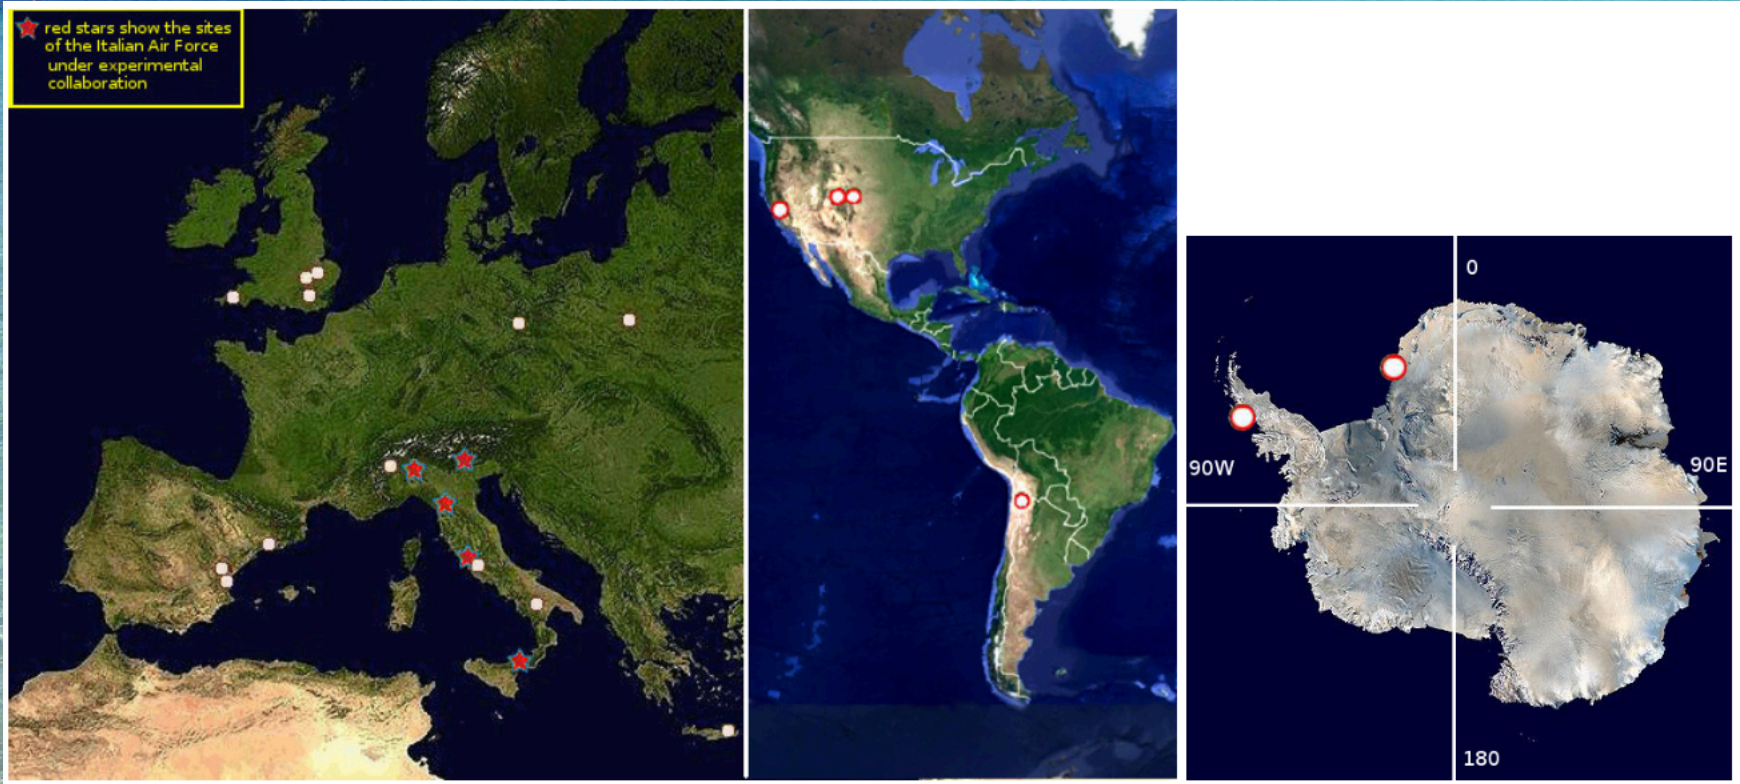 red stars show the sites
of the Italian Air Force
under experimental
collaboration
0
90W
90E
180